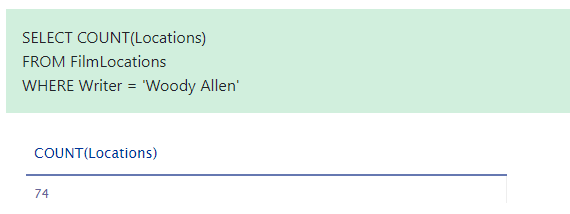 SELECT COUNT(Locations)
FROM FilmLocations
WHERE Writer = 'Woody Allen'
COUNT(Locations)
74